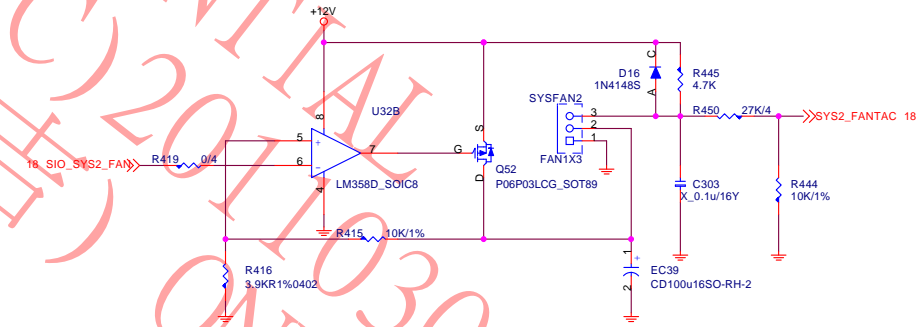 +12V
D16
1N4148S
C
A
R445
4.7K
U32B
SYSFAN2
3
2
1
FAN1X3
R450
27K/4
SYS2_FANTAC 18
8
5
+
7
6
-
4
LM358D_SOIC8
18 SIO_SYS2_FAN
R419
0/4
G
S
D
Q52
P06P03LCG_SOT89
C303
X_0.1u/16Y
R444
10K/1%
R415
10K/1%
R416
3.9KR1%0402
1
+
2
EC39
CD100u16SO-RH-2